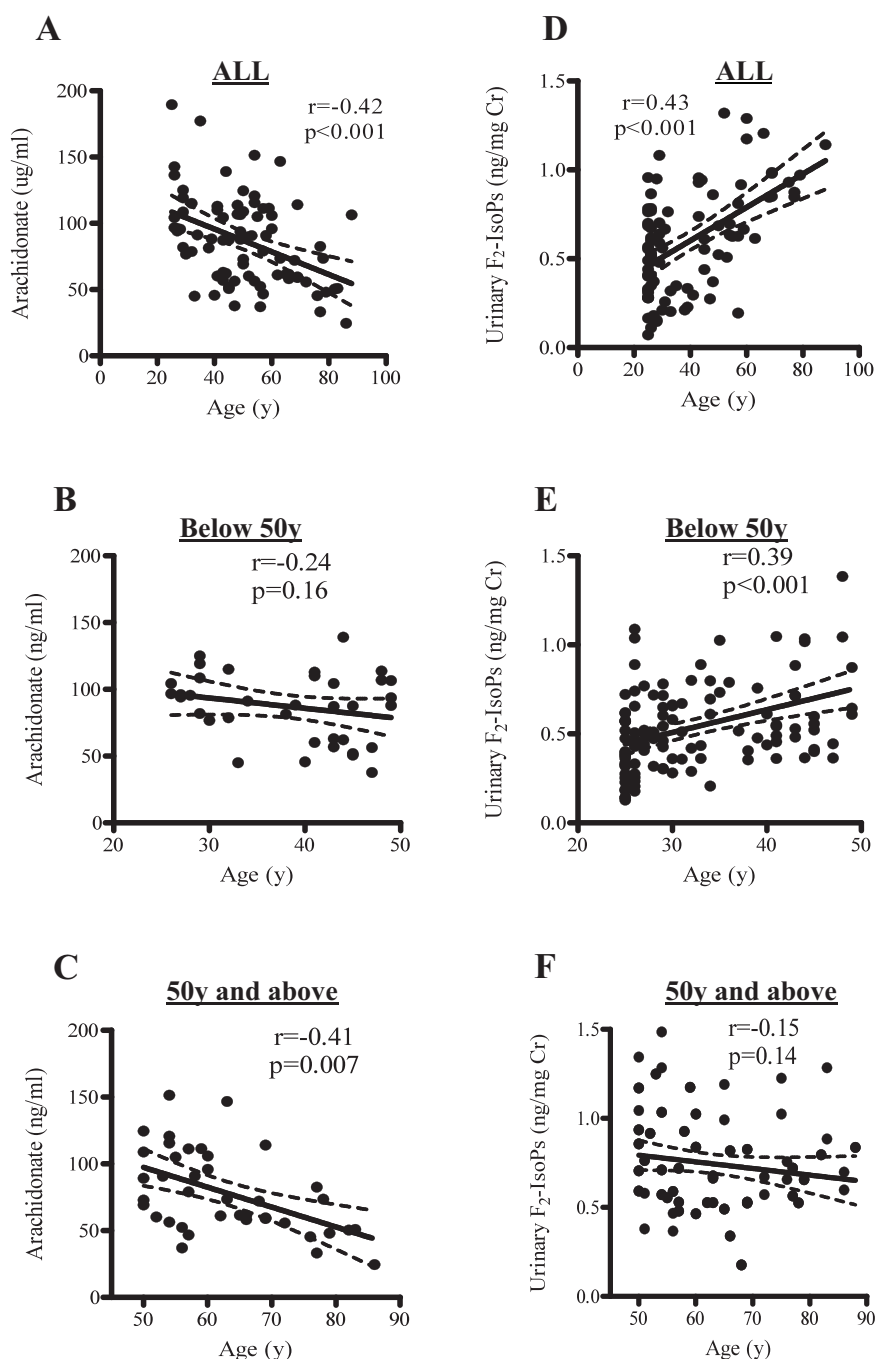 A
ALL
r=-0.42
p<0.001
Arachidonate (ug/ml)
200
150
100
50
0
0 20 40 60 80 100
Age (y)
D
ALL
r=0.43
p<0.001
Urinary F2-IsoPs (ng/mg Cr)
1.5
1.0
0.5
0.0
0 20 40 60 80 100
Age (y)
B
Below 50y
r=-0.24
p=0.16
Arachidonate (ng/ml)
200
150
100
50
0
20 30 40 50
Age (y)
E
Below 50y
r=0.39
p<0.001
Urinary F2-IsoPs (ng/mg Cr)
1.5
1.0
0.5
0.0
20 30 40 50
Age (y)
C
50y and above
r=-0.41
p=0.007
Arachidonate (ng/ml)
200
150
100
50
0
50 60 70 80 90
Age (y)
F
50y and above
r=-0.15
p=0.14
Urinary F2-IsoPs (ng/mg Cr)
1.5
1.0
0.5
0.0
50 60 70 80 90
Age (y)